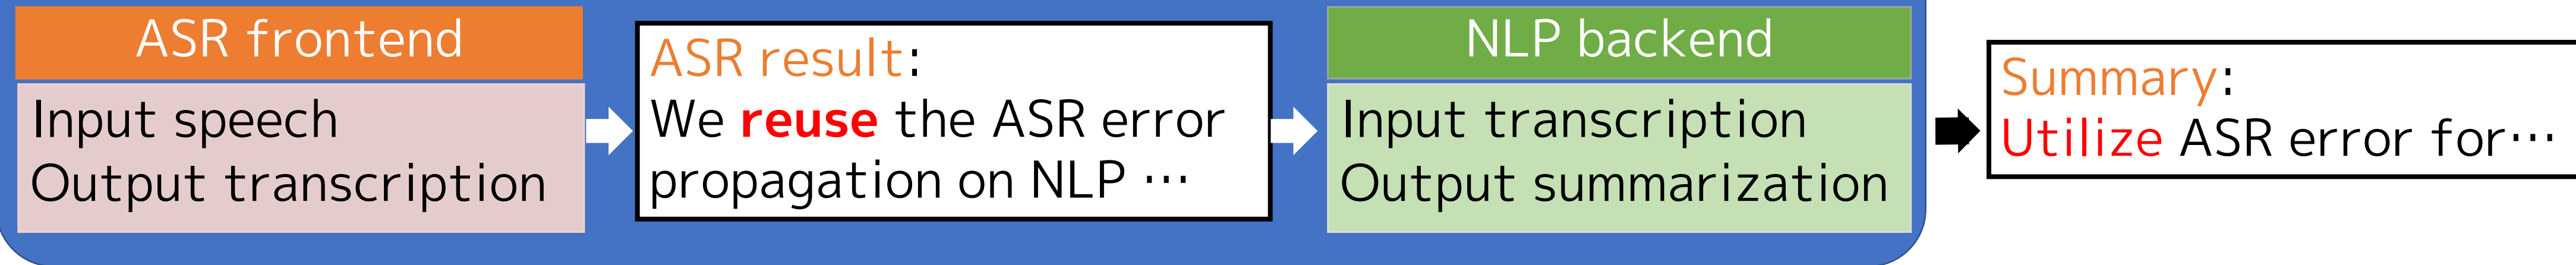 ASR frontend
Input speech
Output transcription
ASR result:
We reuse the ASR error
propagation on NLP ⋯
NLP backend
Input transcription
Output summarization
Summary:
Utilize ASR error for⋯